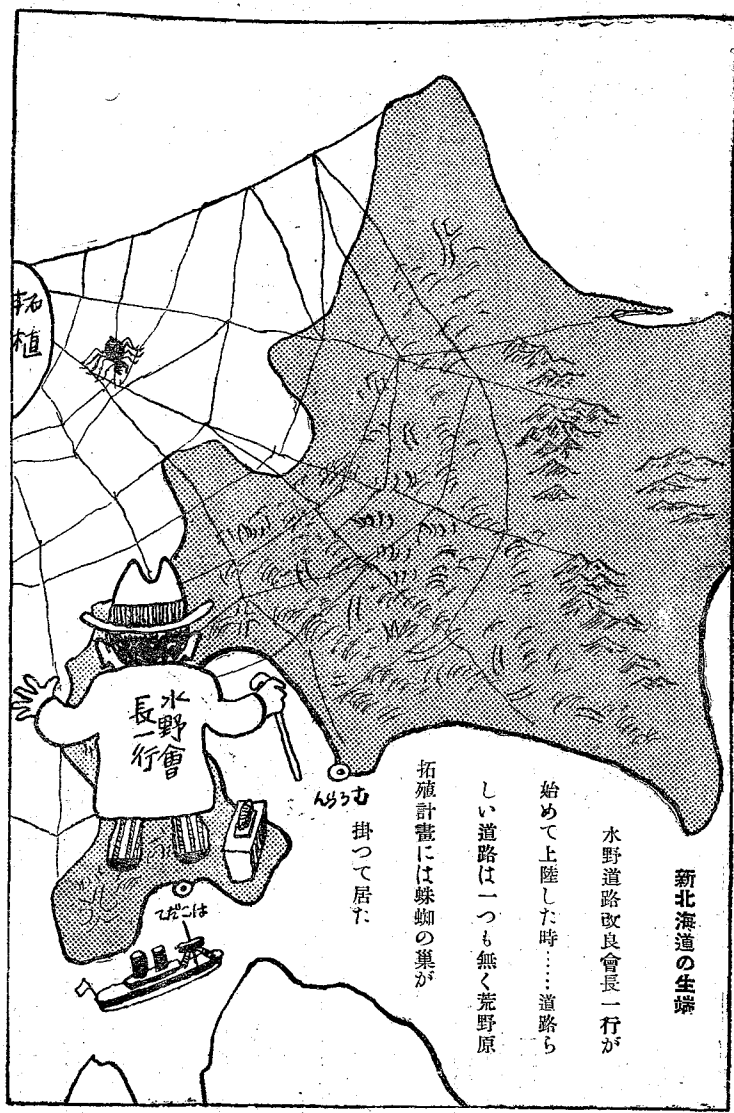 新北海道の生端
水野道路改良會長一行が
始めて上陸した時……道路ら
しい道路は一つも無く荒野原
拓殖計畫には蜘蛛の巣が
掛つて居た
むろらん
はこだて
水野會
長一行
拓植